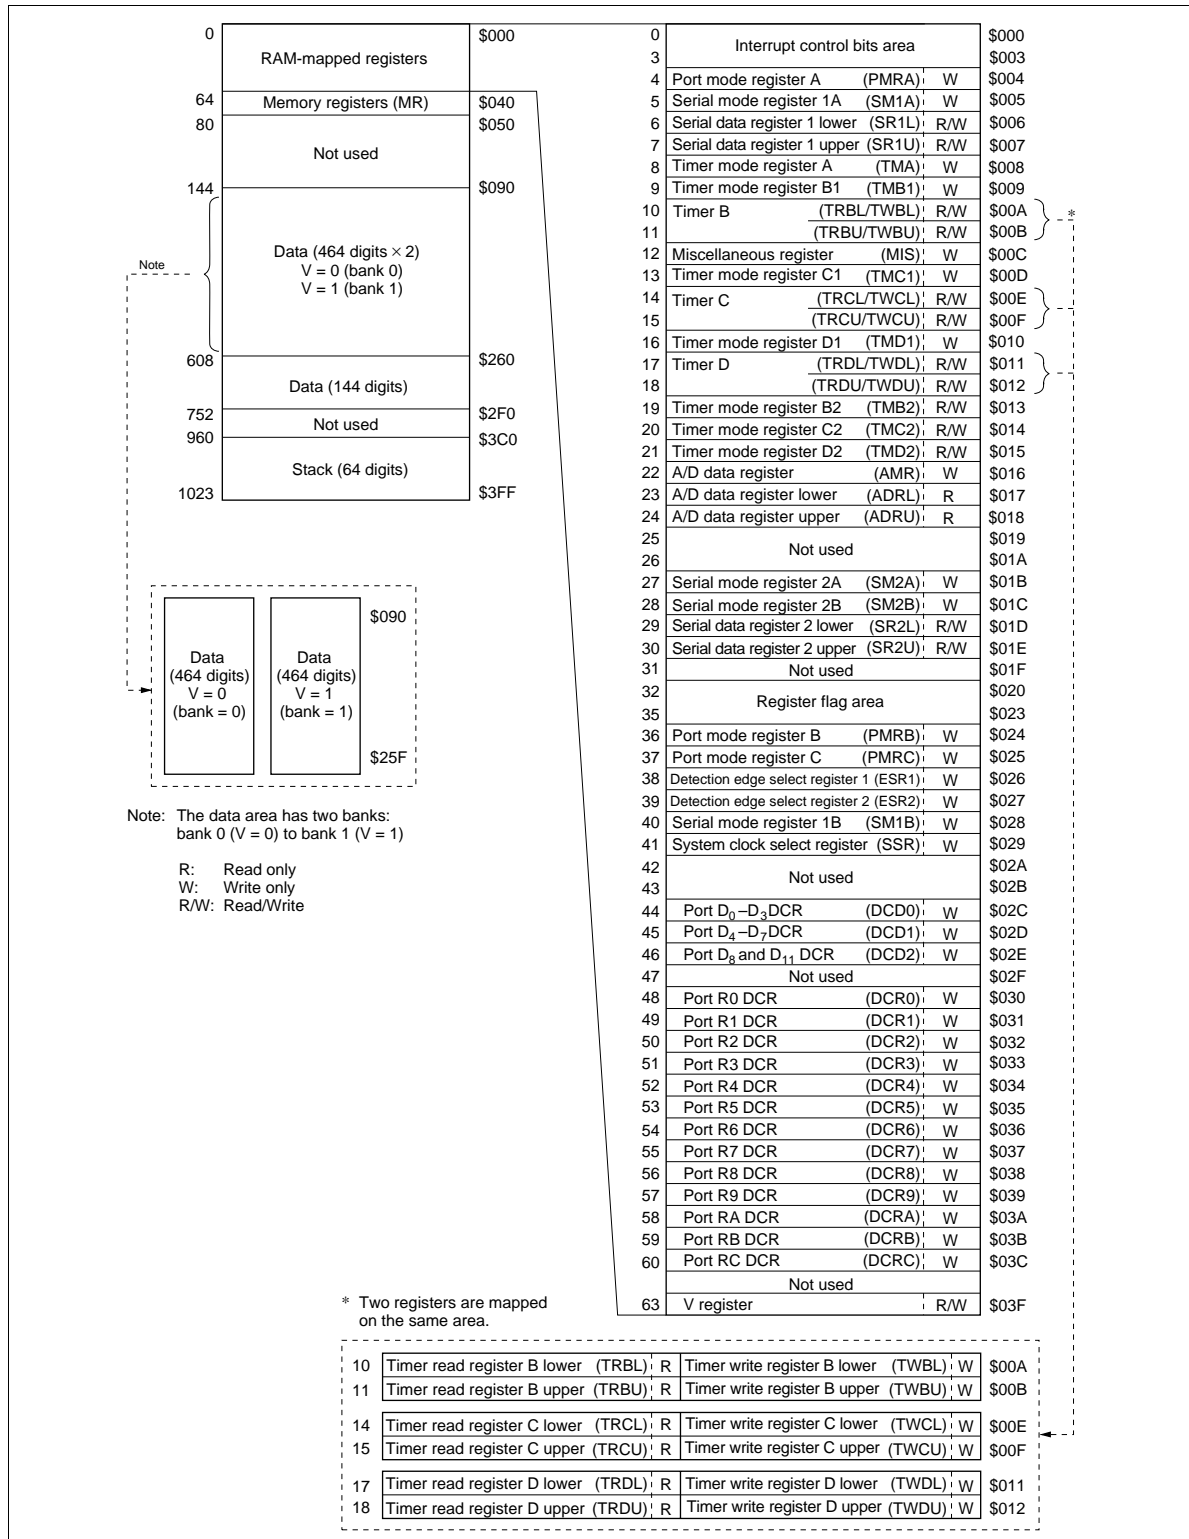 0 $000
RAM-mapped registers
64 Memory registers (MR) $040
80 $050
Not used
144 $090
Note
Data (464 digits × 2)
V = 0 (bank 0)
V = 1 (bank 1)
608 $260
Data (144 digits)
752 $2F0
Not used
960 $3C0
Stack (64 digits)
1023 $3FF
$090
Data
(464 digits)
V = 0
(bank = 0)
Data
(464 digits)
V = 1
(bank = 1)
$25F
Note: The data area has two banks:
bank 0 (V = 0) to bank 1 (V = 1)
R: Read only
W: Write only
R/W: Read/Write
0 $000
Interrupt control bits area
3 $003
4 Port mode register A (PMRA) W $004
5 Serial mode register 1A (SM1A) W $005
6 Serial data register 1 lower (SR1L) R/W $006
7 Serial data register 1 upper (SR1U) R/W $007
8 Timer mode register A (TMA) W $008
9 Timer mode register B1 (TMB1) W $009
10 Timer B (TRBL/TWBL) R/W $00A *
11 (TRBU/TWBU) R/W $00B
12 Miscellaneous register (MIS) W $00C
13 Timer mode register C1 (TMC1) W $00D
14 Timer C (TRCL/TWCL) R/W $00E
15 (TRCU/TWCU) R/W $00F
16 Timer mode register D1 (TMD1) W $010
17 Timer D (TRDL/TWDL) R/W $011
18 (TRDU/TWDU) R/W $012
19 Timer mode register B2 (TMB2) R/W $013
20 Timer mode register C2 (TMC2) R/W $014
21 Timer mode register D2 (TMD2) R/W $015
22 A/D data register (AMR) W $016
23 A/D data register lower (ADRL) R $017
24 A/D data register upper (ADRU) R $018
25 $019
Not used
26 $01A
27 Serial mode register 2A (SM2A) W $01B
28 Serial mode register 2B (SM2B) W $01C
29 Serial data register 2 lower (SR2L) R/W $01D
30 Serial data register 2 upper (SR2U) R/W $01E
31 Not used $01F
32 $020
Register flag area
35 $023
36 Port mode register B (PMRB) W $024
37 Port mode register C (PMRC) W $025
38 Detection edge select register 1 (ESR1) W $026
39 Detection edge select register 2 (ESR2) W $027
40 Serial mode register 1B (SM1B) W $028
41 System clock select register (SSR) W $029
42 $02A
Not used
43 $02B
44 Port D0–D3DCR (DCD0) W $02C
45 Port D4–D7DCR (DCD1) W $02D
46 Port D8 and D11 DCR (DCD2) W $02E
47 Not used $02F
48 Port R0 DCR (DCR0) W $030
49 Port R1 DCR (DCR1) W $031
50 Port R2 DCR (DCR2) W $032
51 Port R3 DCR (DCR3) W $033
52 Port R4 DCR (DCR4) W $034
53 Port R5 DCR (DCR5) W $035
54 Port R6 DCR (DCR6) W $036
55 Port R7 DCR (DCR7) W $037
56 Port R8 DCR (DCR8) W $038
57 Port R9 DCR (DCR9) W $039
58 Port RA DCR (DCRA) W $03A
59 Port RB DCR (DCRB) W $03B
60 Port RC DCR (DCRC) W $03C
Not used
63 V register R/W $03F
* Two registers are mapped
on the same area.
10 Timer read register B lower (TRBL) R Timer write register B lower (TWBL) W $00A
11 Timer read register B upper (TRBU) R Timer write register B upper (TWBU) W $00B
14 Timer read register C lower (TRCL) R Timer write register C lower (TWCL) W $00E
15 Timer read register C upper (TRCU) R Timer write register C upper (TWCU) W $00F
17 Timer read register D lower (TRDL) R Timer write register D lower (TWDL) W $011
18 Timer read register D upper (TRDU) R Timer write register D upper (TWDU) W $012